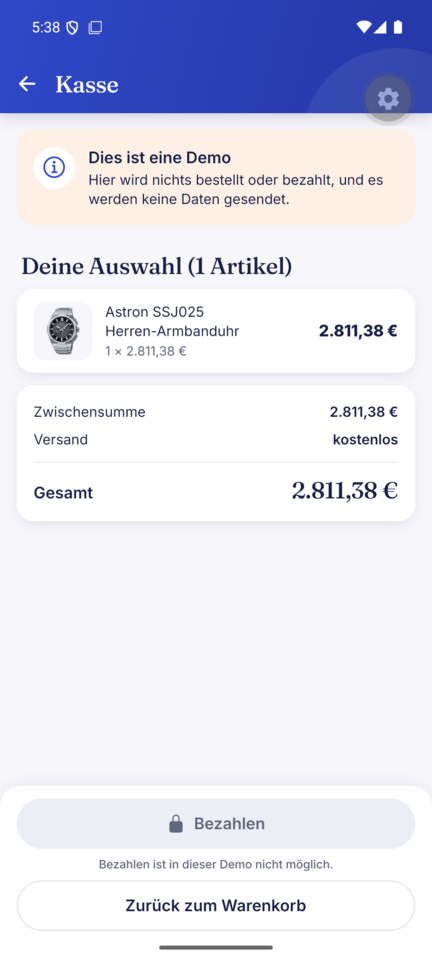 5:38
Kasse
Dies ist eine Demo
Hier wird nichts bestellt oder bezahlt, und es
werden keine Daten gesendet.
Deine Auswahl (1 Artikel)
Astron SSJ025
Herren-Armbanduhr
2.811,38 €
1 × 2.811,38 €
Zwischensumme 2.811,38 €
Versand kostenlos
Gesamt 2.811,38 €
Bezahlen
Bezahlen ist in dieser Demo nicht möglich.
Zurück zum Warenkorb